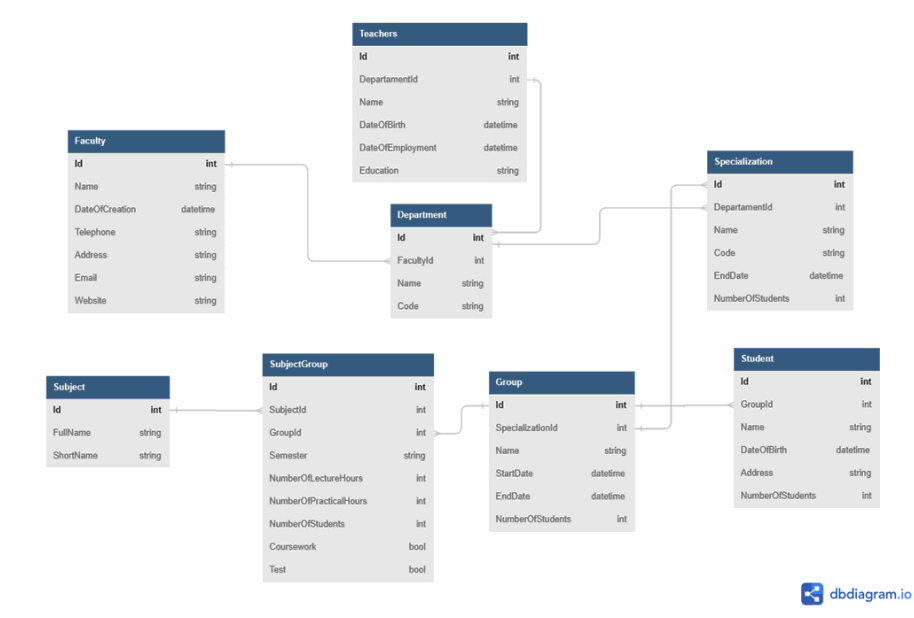 Teachers
Id int
DepartamentId int
Name string
DateOfBirth datetime
DateOfEmployment datetime
Education string
Faculty
Id int
Name string
DateOfCreation datetime
Telephone string
Address string
Email string
Website string
Specialization
Id int
DepartamentId int
Name string
Code string
EndDate datetime
NumberOfStudents int
Department
Id int
FacultyId int
Name string
Code string
Subject
Id int
FullName string
ShortName string
SubjectGroup
Id int
SubjectId int
GroupId int
Semester string
NumberOfLectureHours int
NumberOfPracticalHours int
NumberOfStudents int
Coursework bool
Test bool
Group
Id int
SpecializationId int
Name string
StartDate datetime
EndDate datetime
NumberOfStudents int
Student
Id int
GroupId int
Name string
DateOfBirth datetime
Address string
NumberOfStudents int
dbdiagram.io